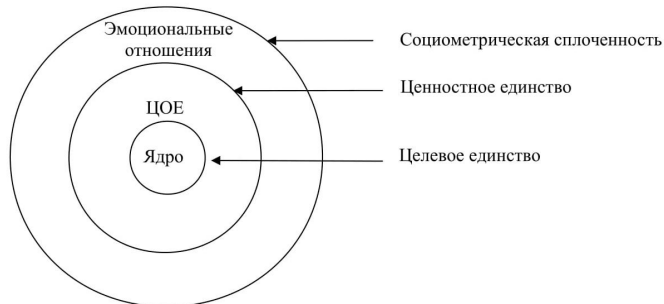 Эмоциональные
отношения
Социометрическая сплоченность
Ценностное единство
ЦОЕ
Ядро
Целевое единство